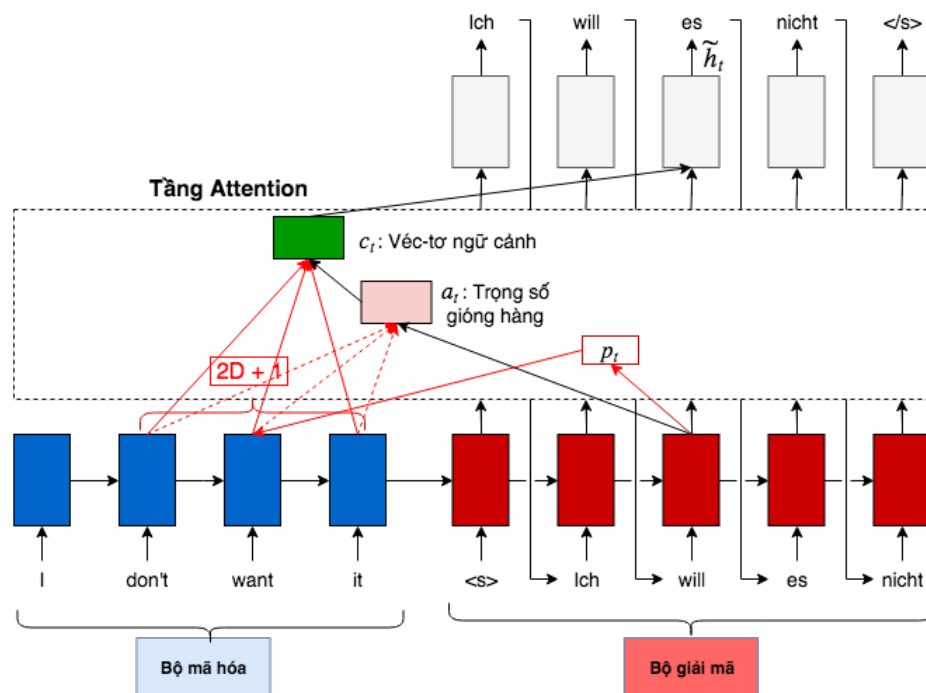 Ich will es nicht </s>
h̃ₜ
Tầng Attention
cₜ: Véc-tơ ngữ cảnh
aₜ: Trọng số
gióng hàng
pₜ
2D + 1
I don't want it <s> Ich will es nicht
Bộ mã hóa
Bộ giải mã